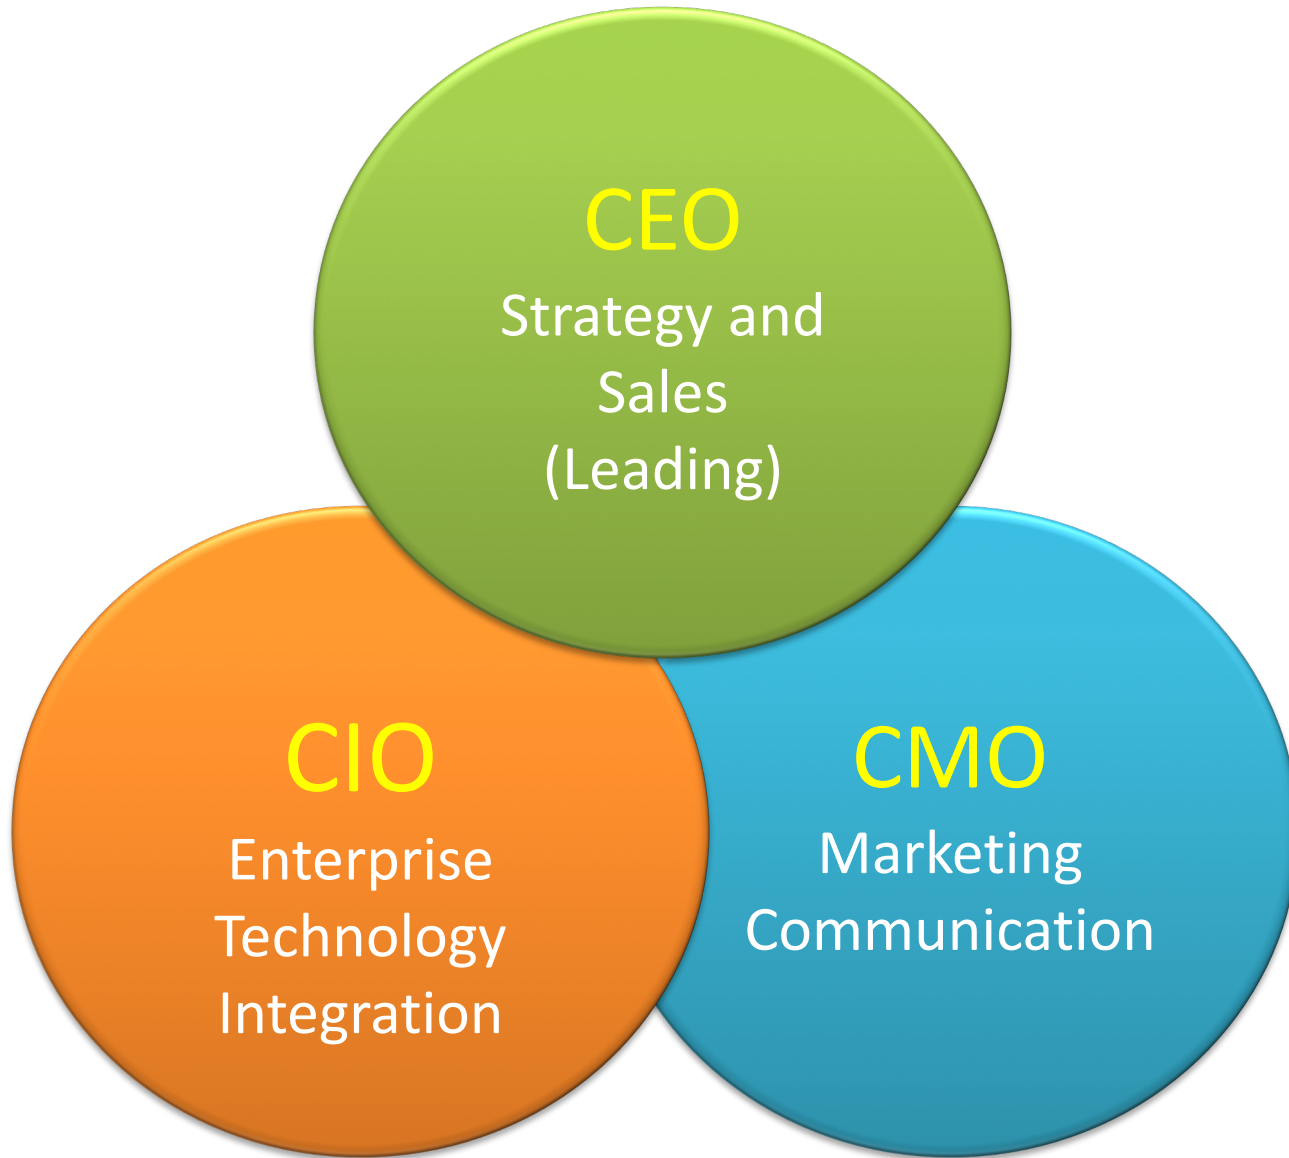 CEO
Strategy and
Sales
(Leading)
CIO
Enterprise
Technology
Integration
CMO
Marketing
Communication